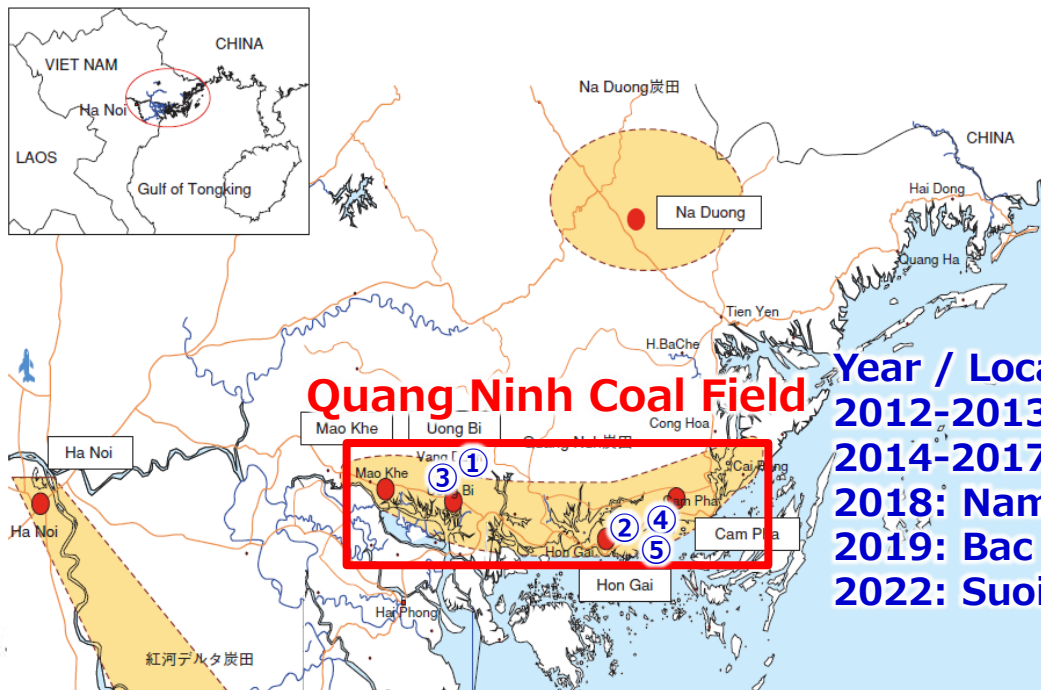 CHINA
VIET NAM
Ha Noi
LAOS
Gulf of Tongking
Na Duong炭田
CHINA
Hai Dong
Na Duong
Quang Ha
Tien Yen
H.BaChe
Year / Loca
Quang Ninh Coal Field
2012-2013
Mao Khe
Uong Bi
Cong Hoa
Ha Noi
2014-2017
Mao Khe
①
③
Bi
2018: Nam
Cam Pha
Ha Noi
②
④
Cam Pha
2019: Bac
Hon Gai
⑤
Hon Gai
2022: Suoi
Hai Phong
紅河デルタ炭田